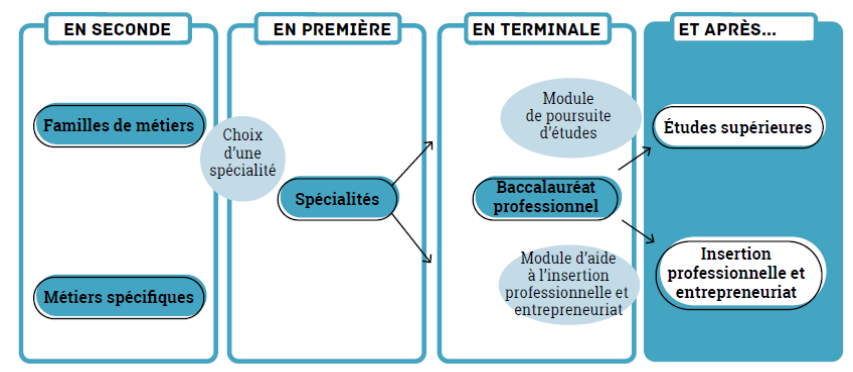 EN SECONDE
Familles de métiers
Métiers spécifiques
Choix
d'une
spécialité
EN PREMIÈRE
Spécialités
EN TERMINALE
Module
de poursuite
d'études
Baccalauréat
professionnel
Module d'aide
à l'insertion
professionnelle et
entrepreneuriat
ET APRÈS...
Études supérieures
Insertion
professionnelle et
entrepreneuriat